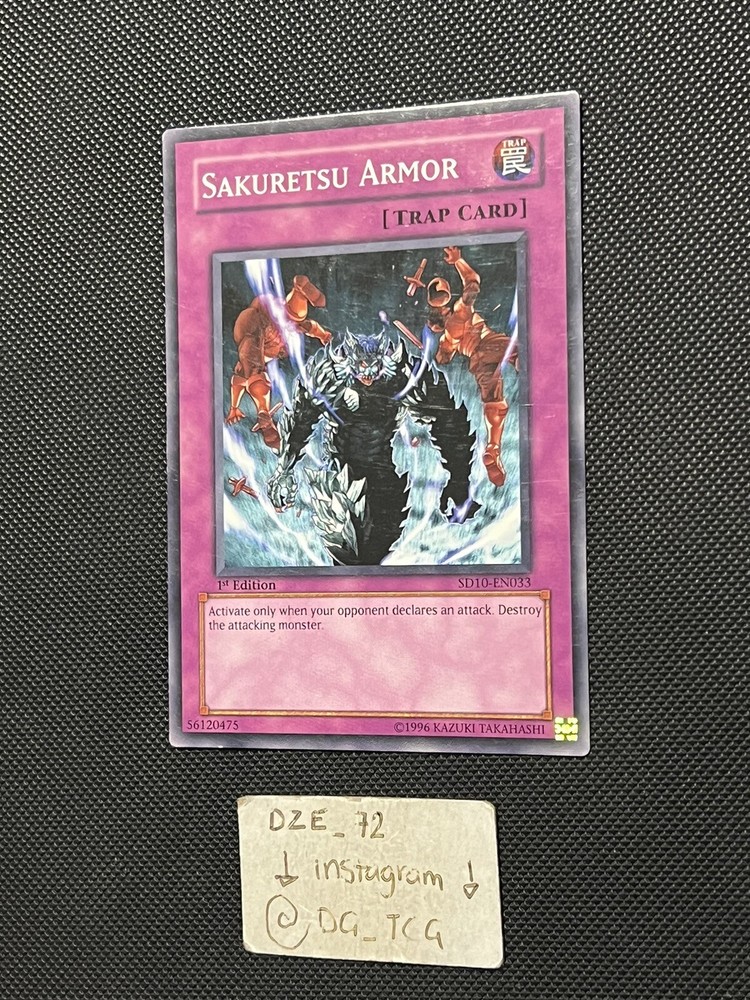 SAKURETSU ARMOR
TRAP
罠
[TRAP CARD]
1st Edition
SD10-EN033
Activate only when your opponent declares an attack. Destroy
the attacking monster.
56120475
©1996 KAZUKI TAKAHASHI
DZE_72
↓ instagram ↓
@DG_TCG